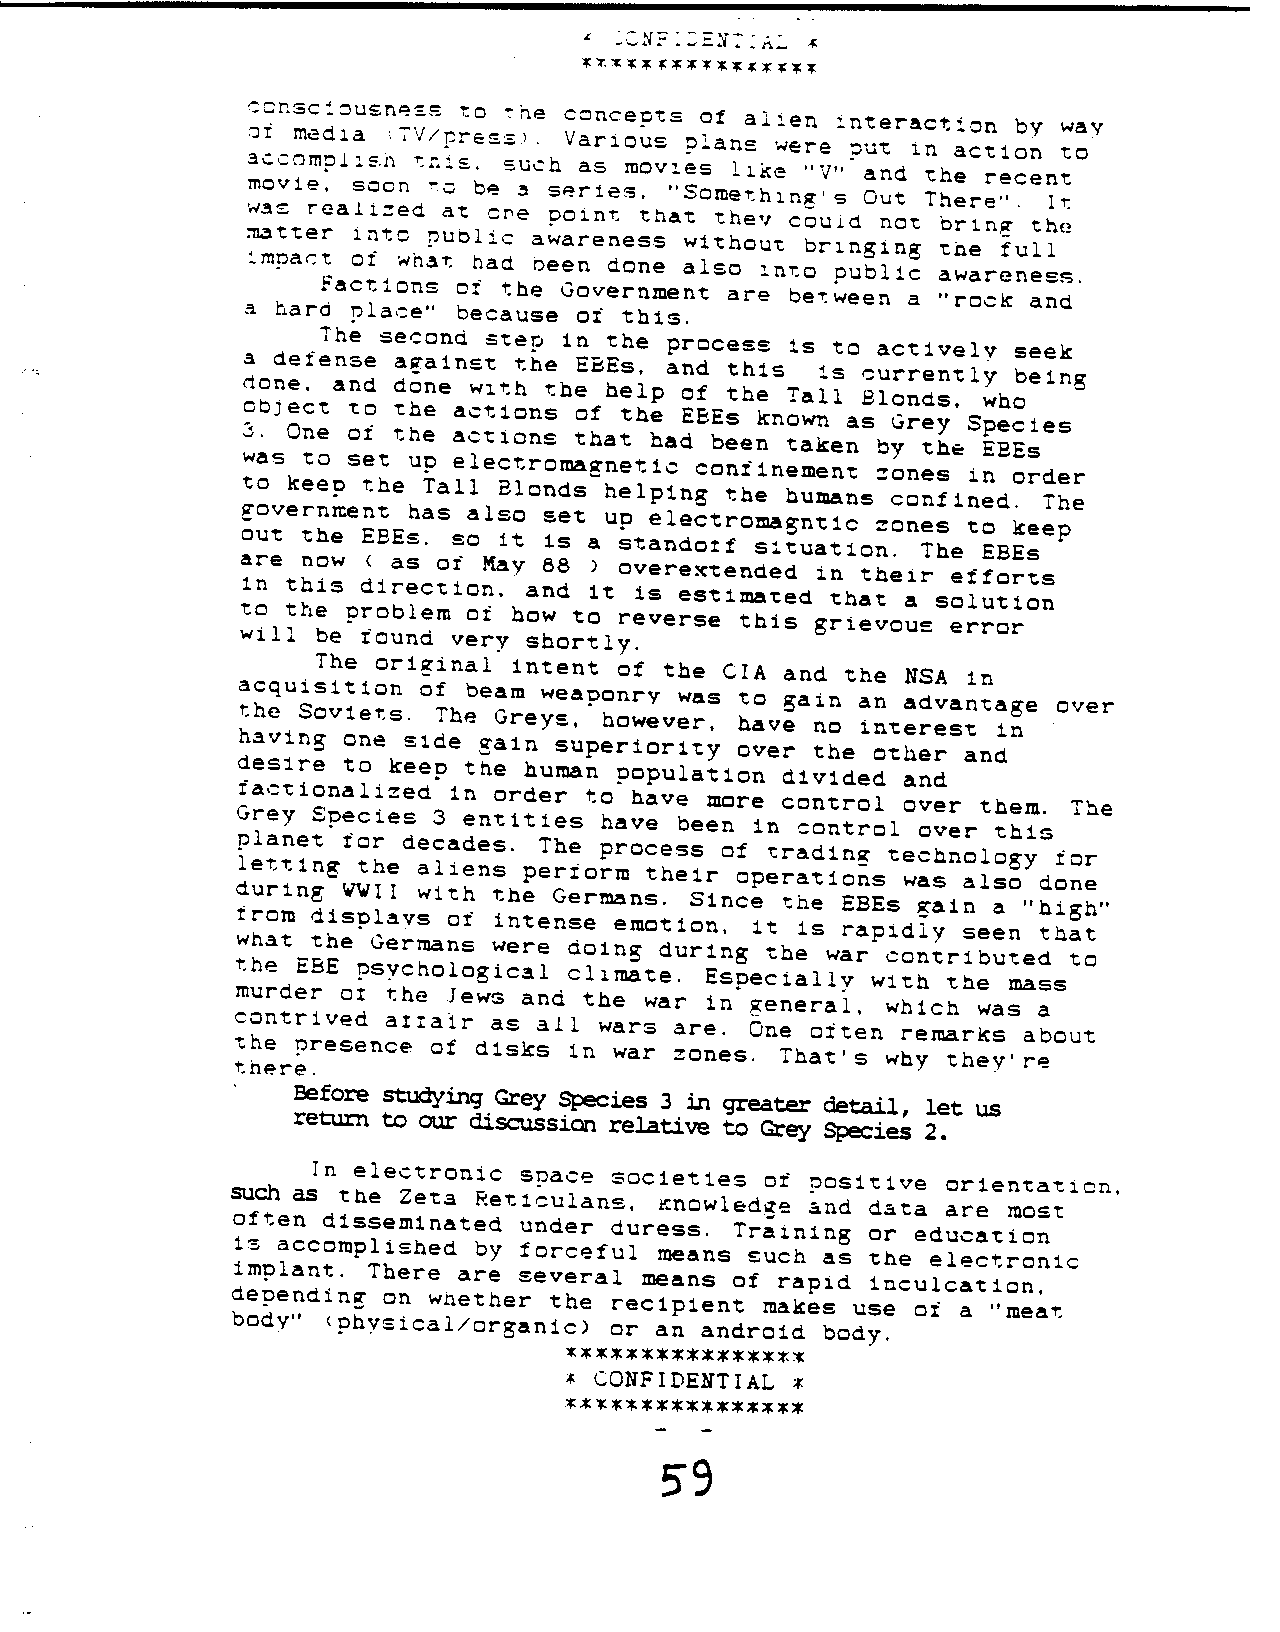 * CONFIDENTIAL *
****************
consciousness to the concepts of alien interaction by way
of media (TV/press). Various plans were put in action to
accomplish this, such as movies like "V" and the recent
movie, soon to be a series, "Something's Out There". It
was realized at one point that they could not bring the
matter into public awareness without bringing the full
impact of what had been done also into public awareness.
Factions of the Government are between a "rock and
a hard place" because of this.
The second step in the process is to actively seek
a defense against the EBEs, and this is currently being
done, and done with the help of the Tall Blonds, who
object to the actions of the EBEs known as Grey Species
3. One of the actions that had been taken by the EBEs
was to set up electromagnetic confinement zones in order
to keep the Tall Blonds helping the humans confined. The
government has also set up electromagntic zones to keep
out the EBEs, so it is a standoff situation. The EBEs
are now ( as of May 88 ) overextended in their efforts
in this direction, and it is estimated that a solution
to the problem of how to reverse this grievous error
will be found very shortly.
The original intent of the CIA and the NSA in
acquisition of beam weaponry was to gain an advantage over
the Soviets. The Greys, however, have no interest in
having one side gain superiority over the other and
desire to keep the human population divided and
factionalized in order to have more control over them. The
Grey Species 3 entities have been in control over this
planet for decades. The process of trading technology for
letting the aliens perform their operations was also done
during WWII with the Germans. Since the EBEs gain a "high"
from displays of intense emotion, it is rapidly seen that
what the Germans were doing during the war contributed to
the EBE psychological climate. Especially with the mass
murder of the Jews and the war in general, which was a
contrived affair as all wars are. One often remarks about
the presence of disks in war zones. That's why they're
there.
Before studying Grey Species 3 in greater detail, let us
return to our discussion relative to Grey Species 2.
In electronic space societies of positive orientation,
such as the Zeta Reticulans, knowledge and data are most
often disseminated under duress. Training or education
is accomplished by forceful means such as the electronic
implant. There are several means of rapid inculcation,
depending on whether the recipient makes use of a "meat
body" (physical/organic) or an android body.
****************
* CONFIDENTIAL *
****************
- -
59